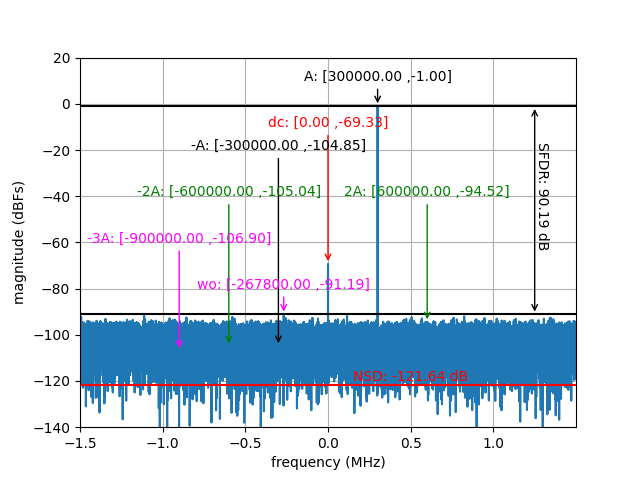 20
A: [300000.00 ,-1.00]
0
dc: [0.00 ,-69.33]
-20
-A: [-300000.00 ,-104.85]
-40
-2A: [-600000.00 ,-105.04]
2A: [600000.00 ,-94.52]
SFDR: 90.19 dB
-60
-3A: [-900000.00 ,-106.90]
-80
wo: [-267800.00 ,-91.19]
-100
-120
NSD: -121.64 dB
-140
magnitude (dBFs)
-1.5 -1.0 -0.5 0.0 0.5 1.0
frequency (MHz)